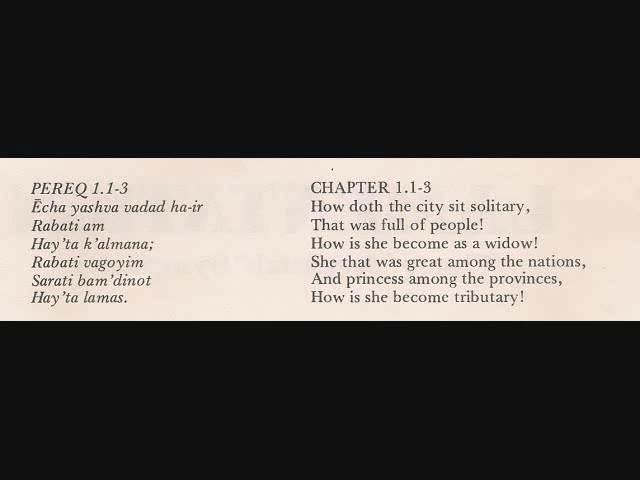 PEREQ 1.1-3
Ēcha yashva vadad ha-ir
Rabati am
Hay'ta k'almana;
Rabati vagoyim
Sarati bam'dinot
Hay'ta lamas.
CHAPTER 1.1-3
How doth the city sit solitary,
That was full of people!
How is she become as a widow!
She that was great among the nations,
And princess among the provinces,
How is she become tributary!